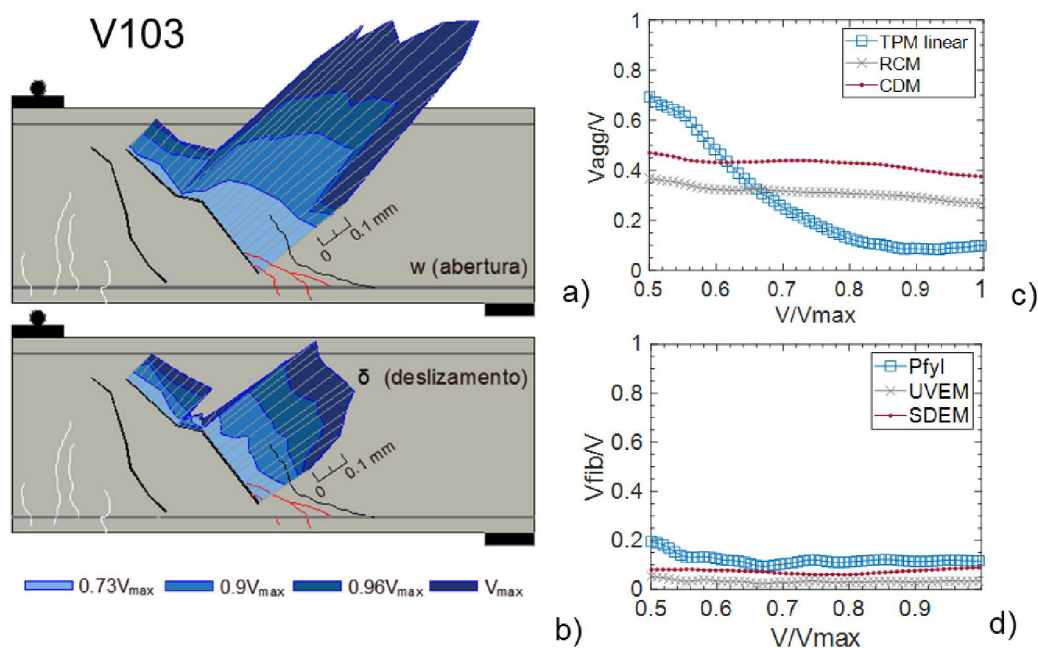 V103
0 0.1 mm
w (abertura)
a)
δ (deslizamento)
0 0.1 mm
0.73Vmax 0.9Vmax 0.96Vmax Vmax
b)
TPM linear
RCM
CDM
Vagg/V
1
0.8
0.6
0.4
0.2
0
0.5 0.6 0.7 0.8 0.9 1
V/Vmax
c)
Pfyl
UVEM
SDEM
Vfib/V
1
0.8
0.6
0.4
0.2
0
0.5 0.6 0.7 0.8 0.9 1
V/Vmax
d)